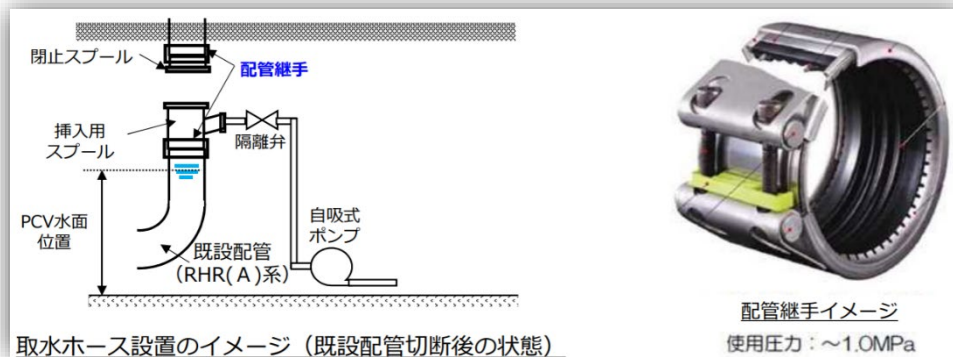 閉止スプール
配管継手
挿入用
スプール
隔離弁
PCV水面
位置
既設配管
(RHR(A)系)
自吸式
ポンプ
取水ホース設置のイメージ（既設配管切断後の状態）
配管継手イメージ
使用圧力：～1.0MPa